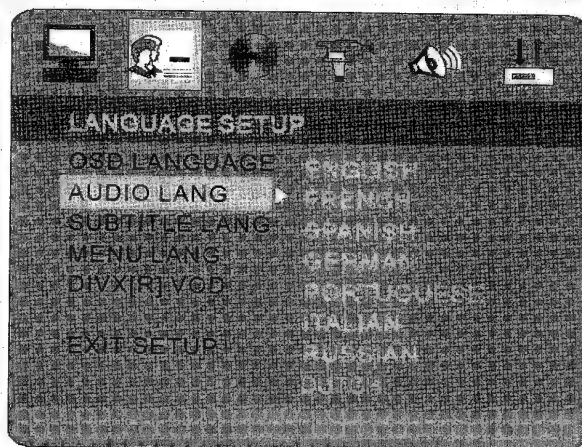 LANGUAGE SETUP
OSD LANGUAGE
AUDIO LANG
SUBTITLE LANG
MENU LANG
DIVX[R] VOD
EXIT SETUP
ENGLISH
FRENCH
SPANISH
GERMAN
PORTUGUESE
ITALIAN
RUSSIAN
DUTCH